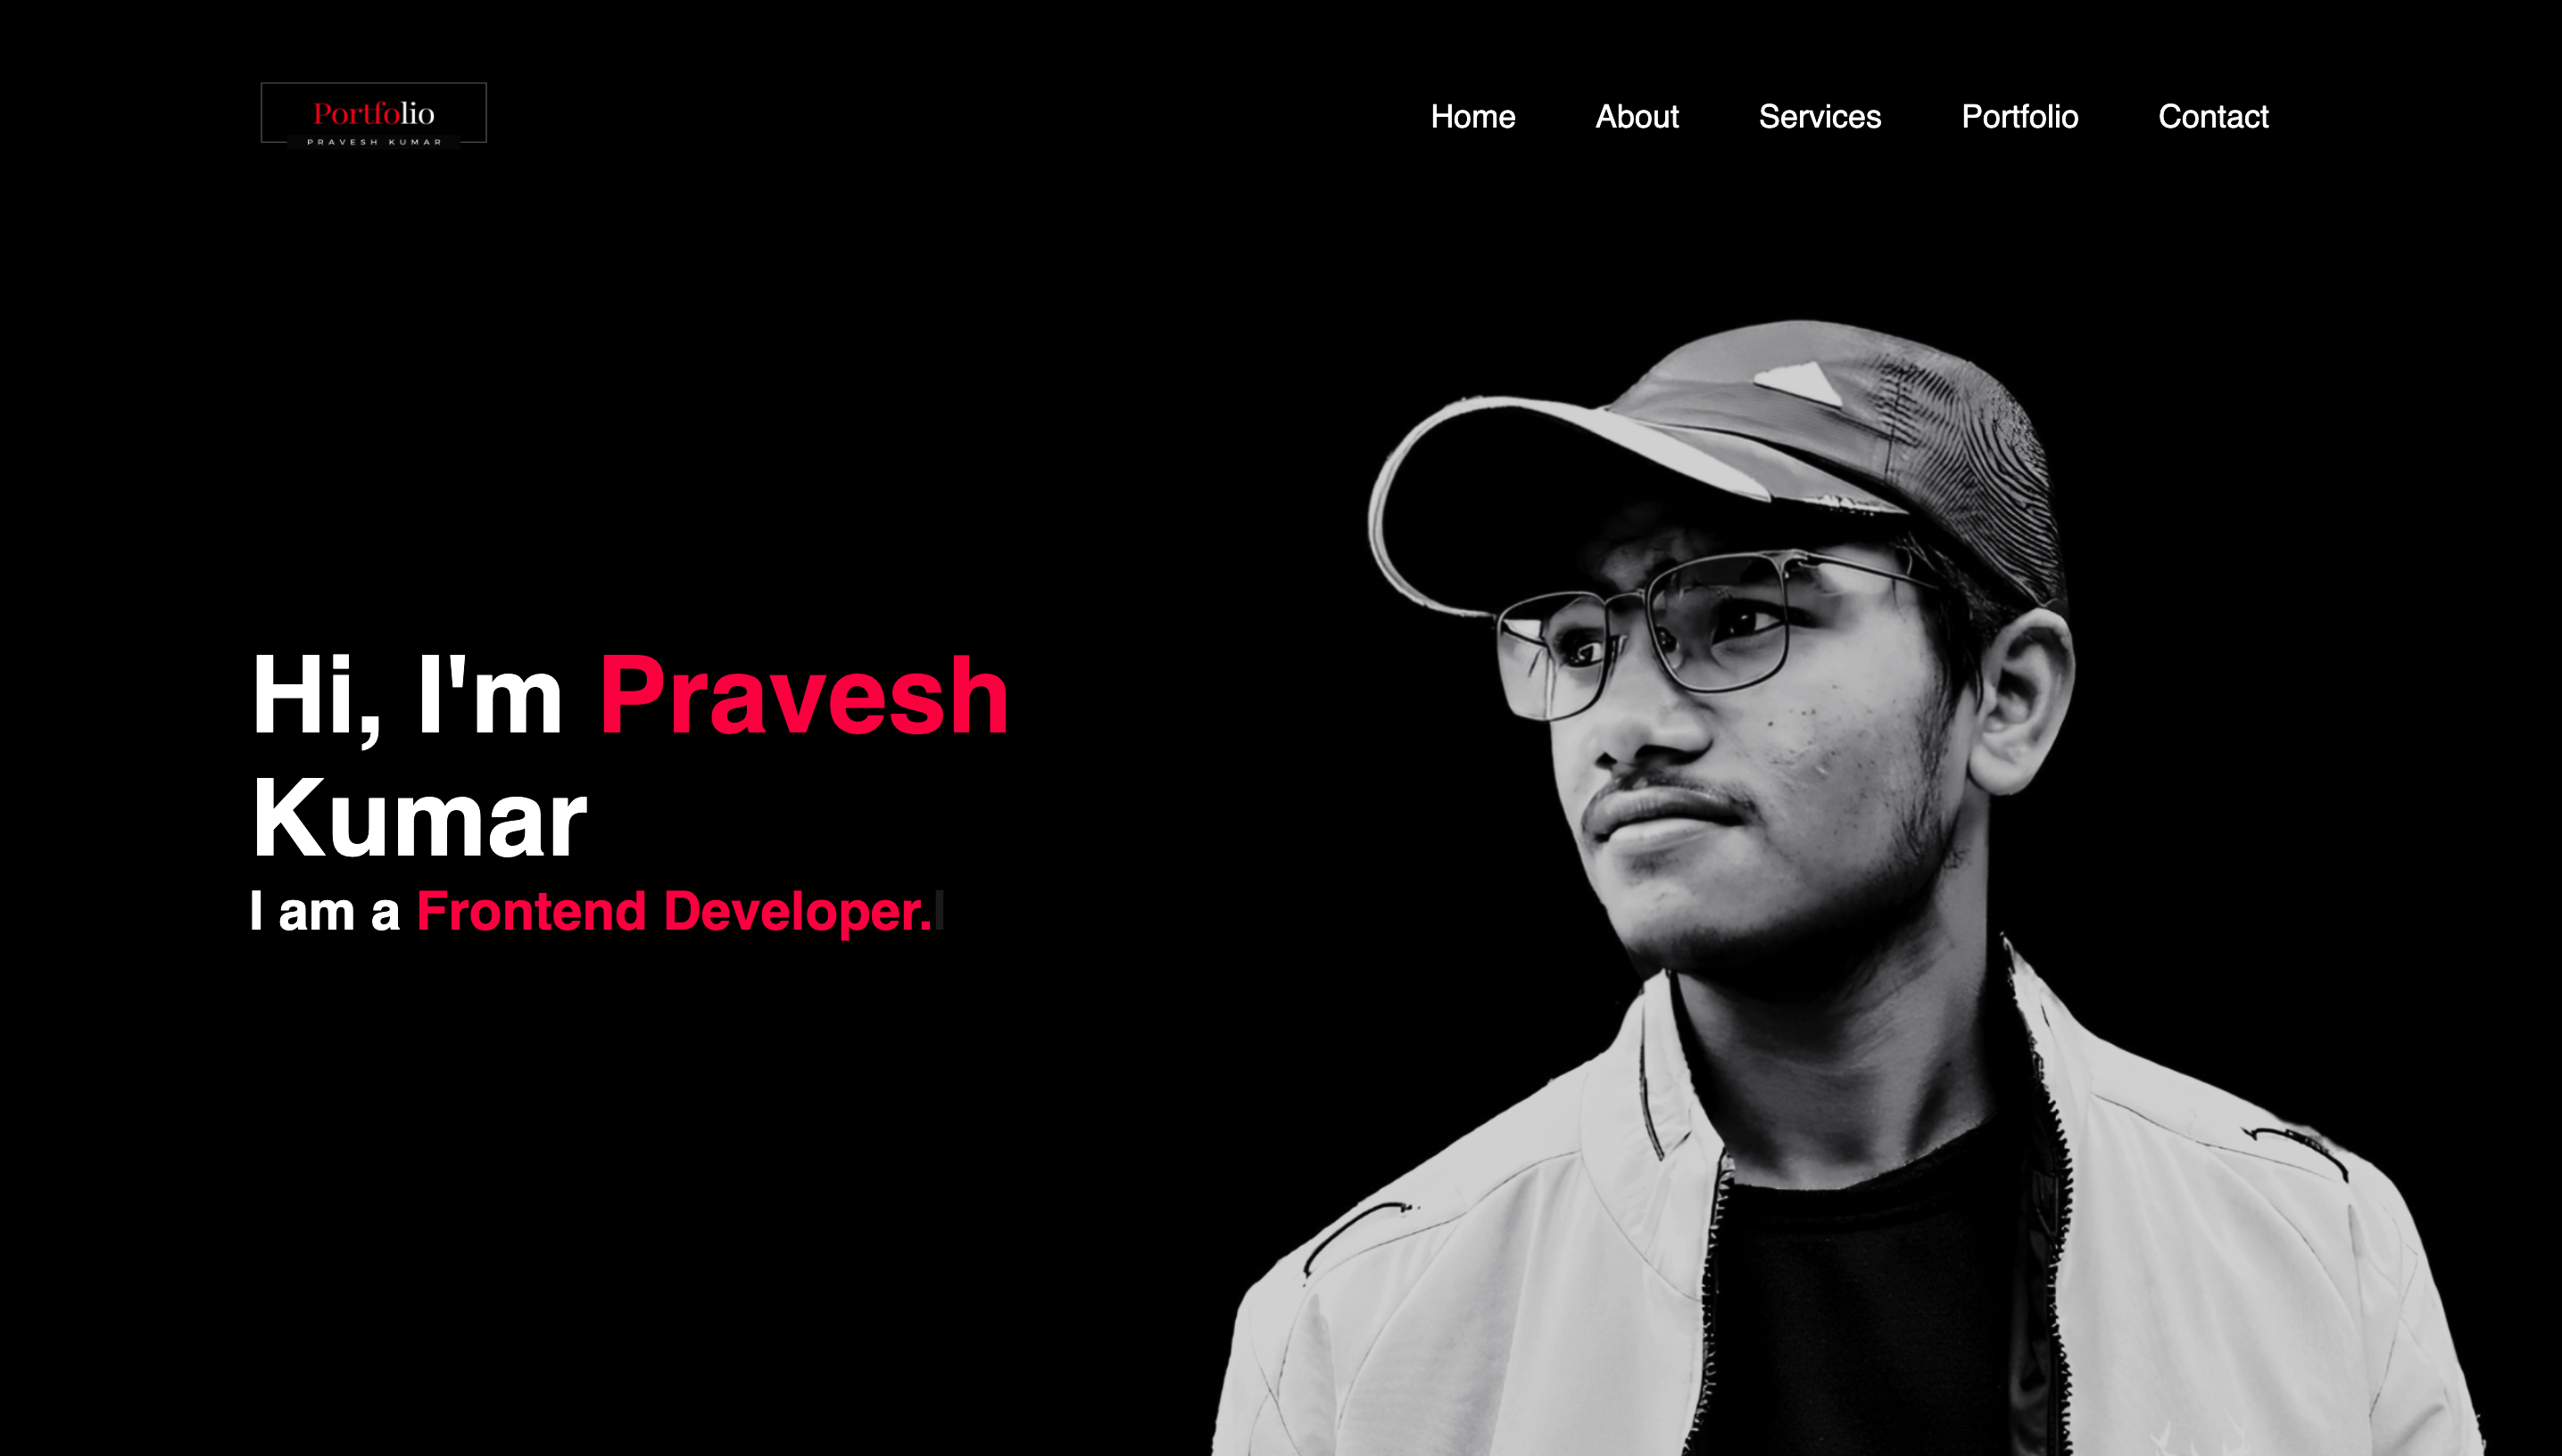 Portfolio
PRAVESH KUMAR
Home About Services Portfolio Contact
Hi, I'm Pravesh
Kumar
I am a Frontend Developer.